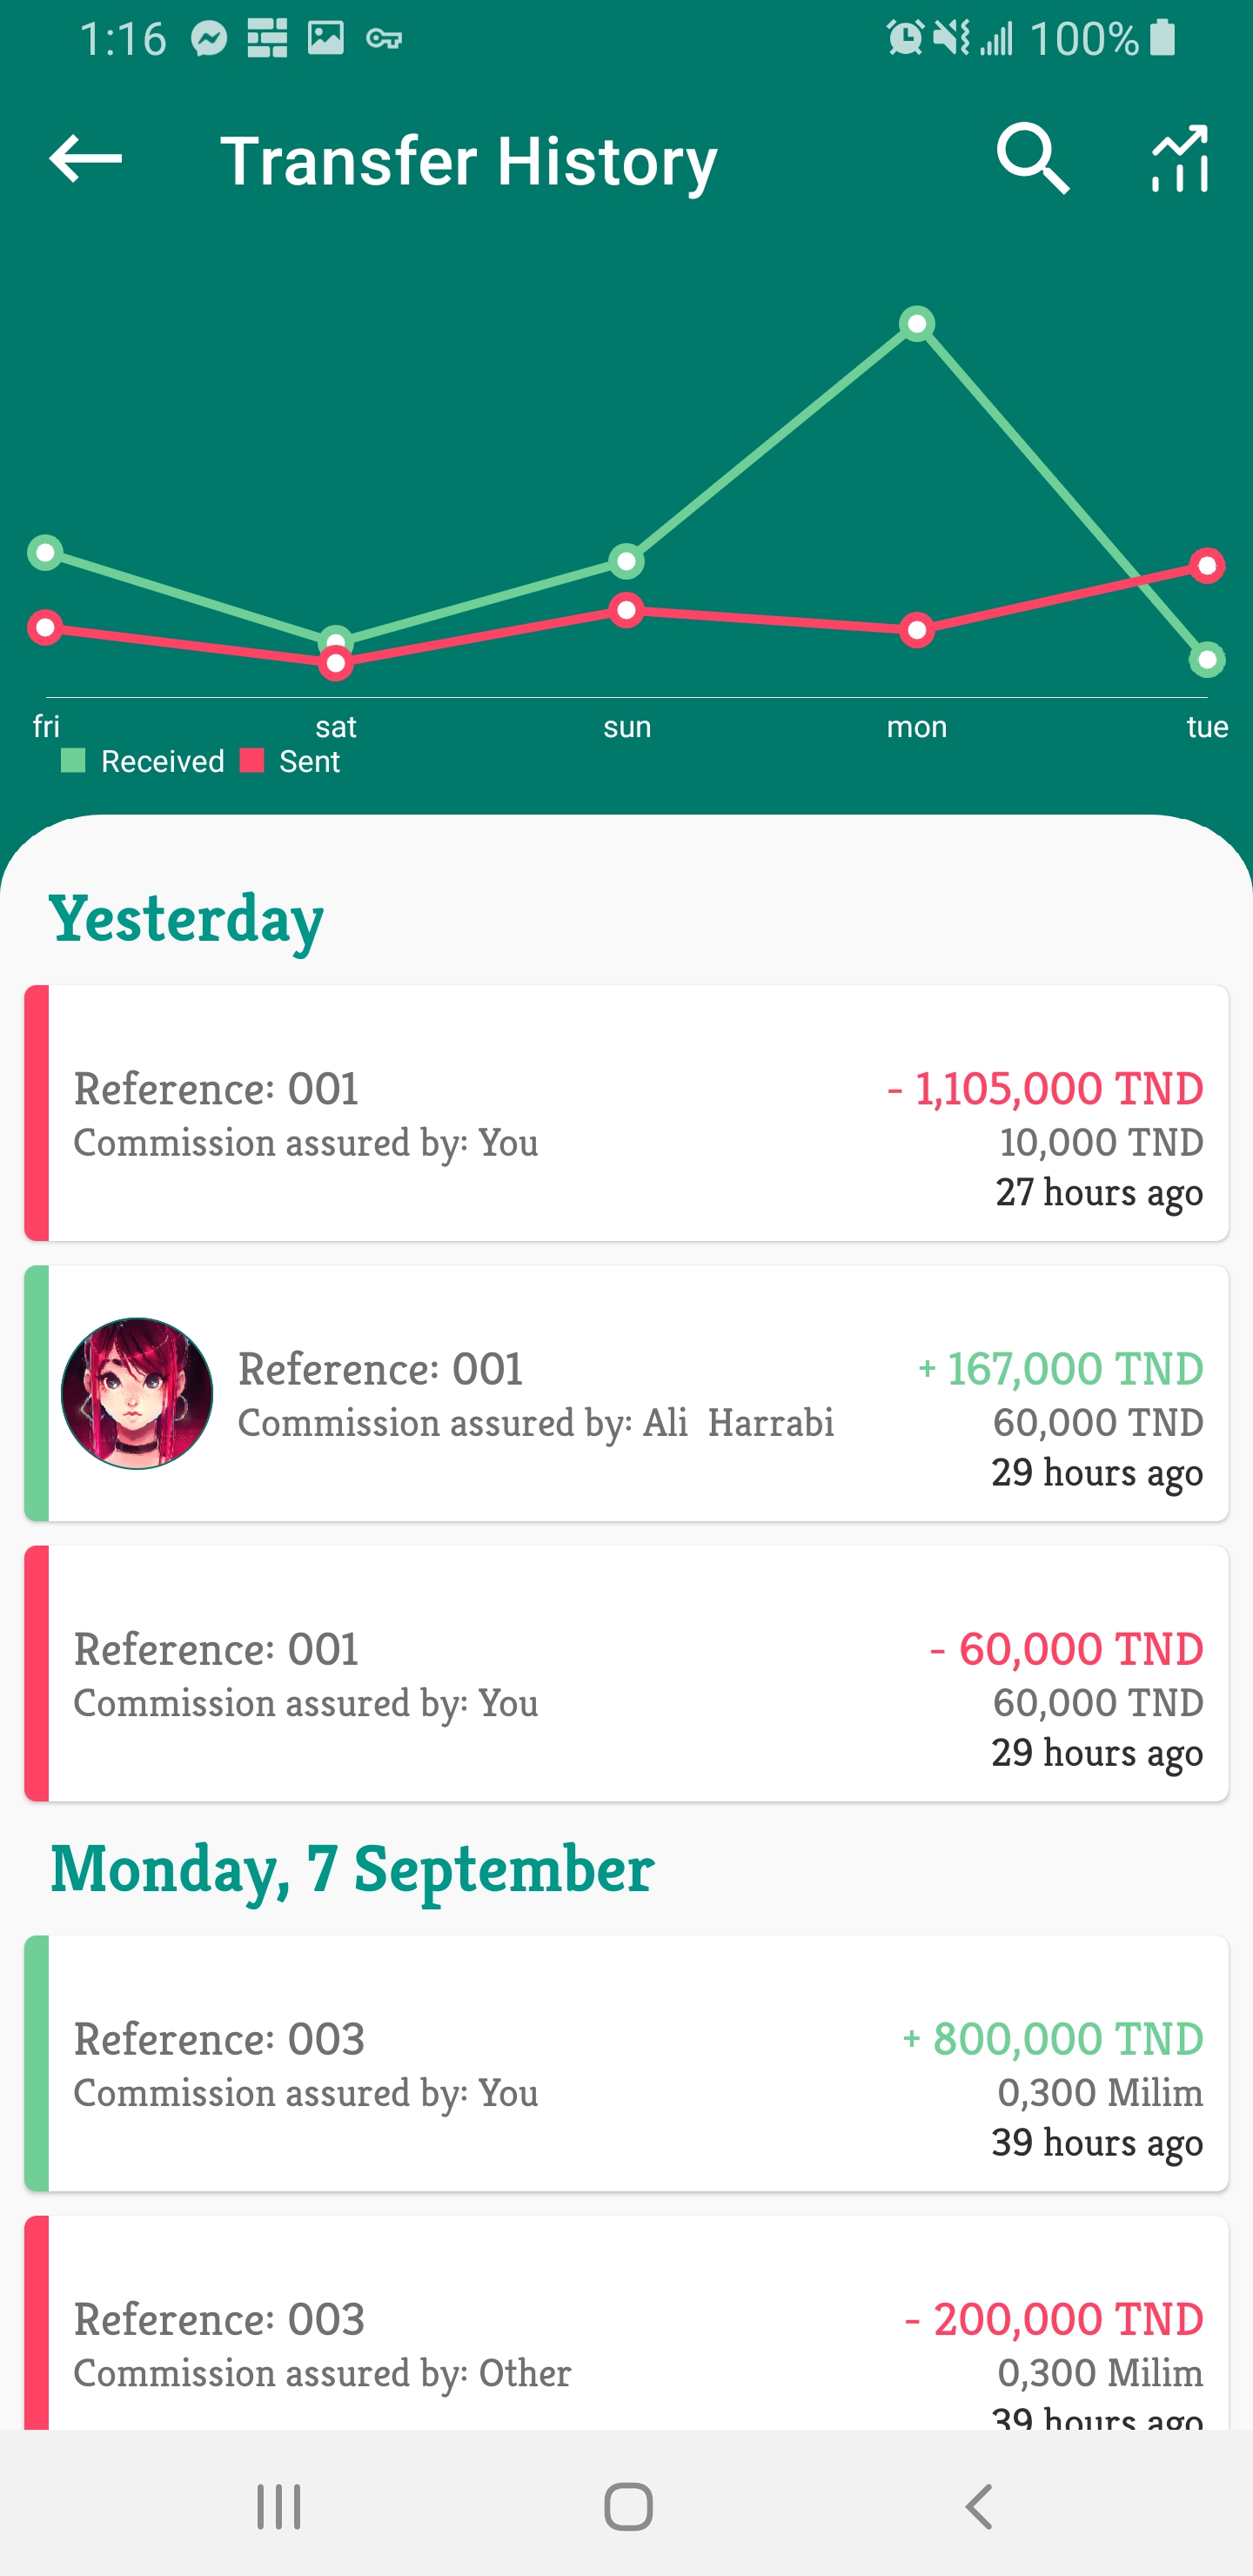 1:16 100%
Transfer History
fri sat sun mon tue
Received Sent
Yesterday
Reference: 001 - 1,105,000 TND
Commission assured by: You 10,000 TND
27 hours ago
Reference: 001 + 167,000 TND
Commission assured by: Ali Harrabi 60,000 TND
29 hours ago
Reference: 001 - 60,000 TND
Commission assured by: You 60,000 TND
29 hours ago
Monday, 7 September
Reference: 003 + 800,000 TND
Commission assured by: You 0,300 Milim
39 hours ago
Reference: 003 - 200,000 TND
Commission assured by: Other 0,300 Milim
39 hours ago